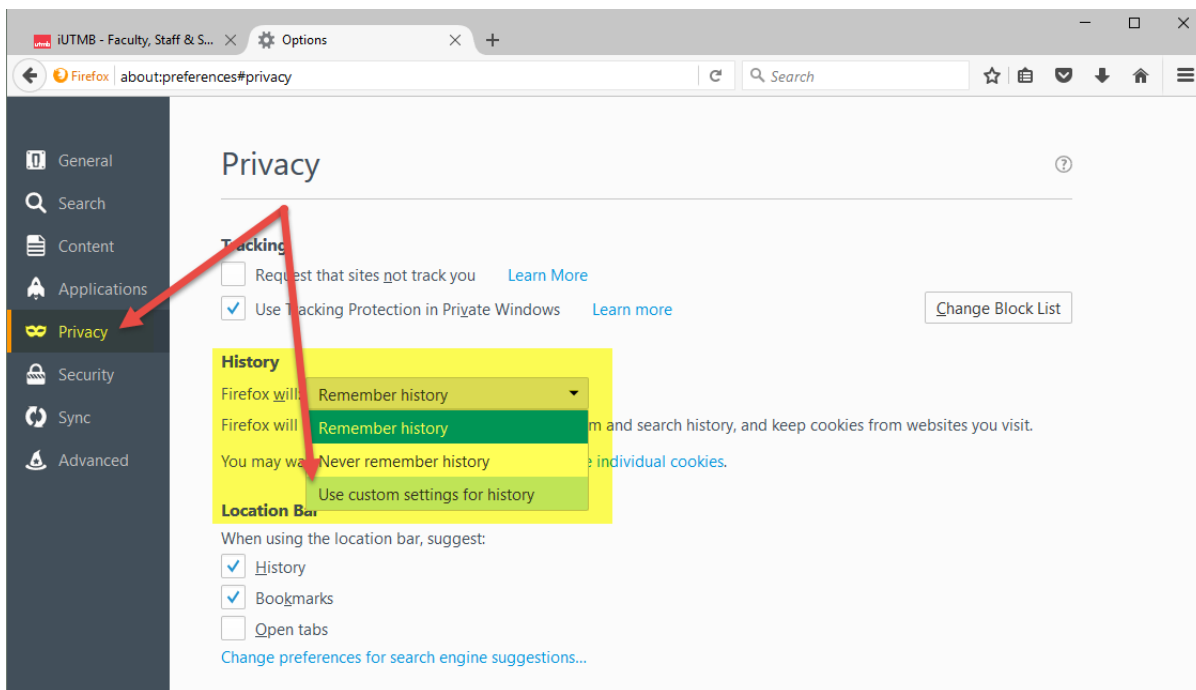 iUTMB - Faculty, Staff & S...
Options
Firefox about:preferences#privacy
Search
General
Search
Content
Applications
Privacy
Security
Sync
Advanced
Privacy
Tracking
Request that sites not track you Learn More
Use Tracking Protection in Private Windows Learn more
Change Block List
History
Firefox will: Remember history
Remember history
Never remember history
Use custom settings for history
Firefox will m and search history, and keep cookies from websites you visit.
You may wa individual cookies.
Location Bar
When using the location bar, suggest:
History
Bookmarks
Open tabs
Change preferences for search engine suggestions...